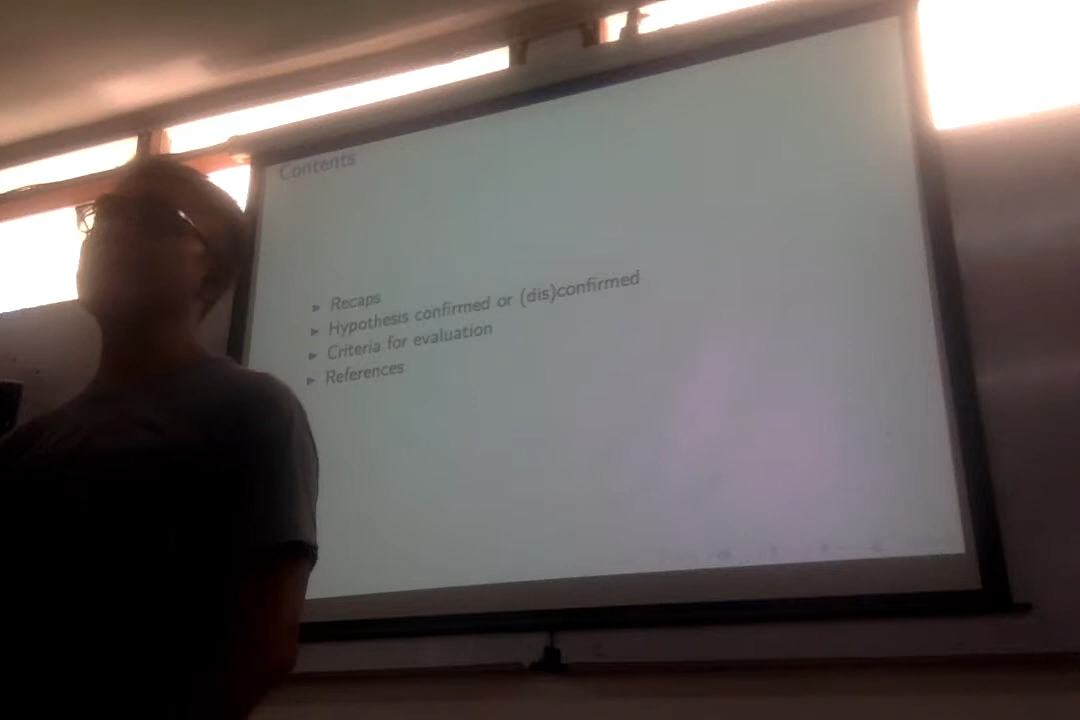 Contents
▸ Recaps
▸ Hypothesis confirmed or (dis)confirmed
▸ Criteria for evaluation
▸ References